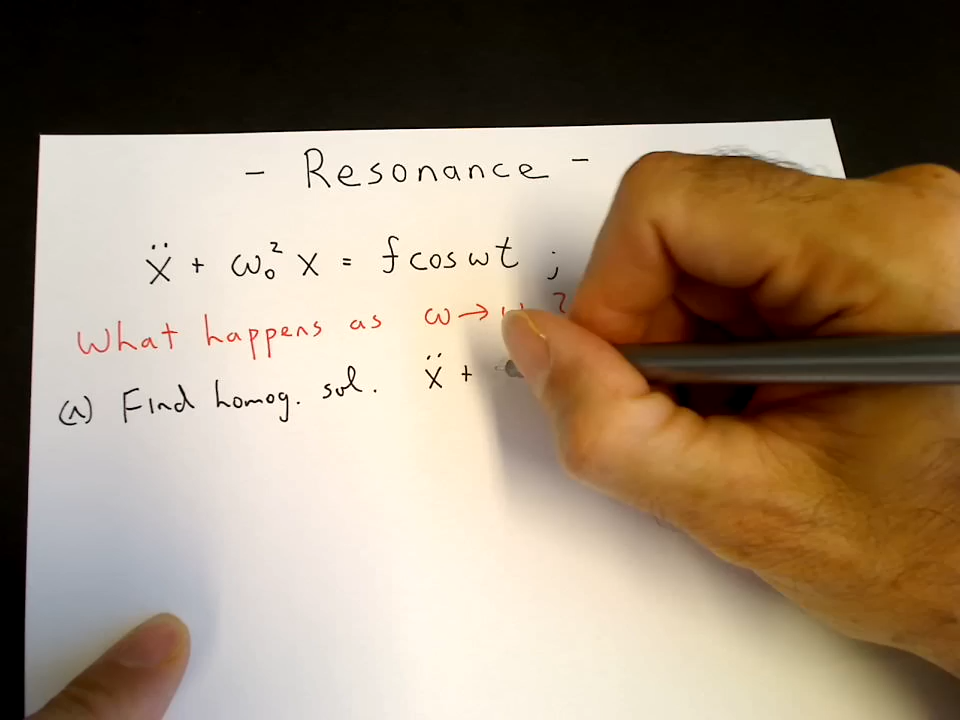 - Resonance -
ẍ + ω₀² x = f cos ωt ;
What happens as ω → ?
(a) Find homog. sol. ẍ +